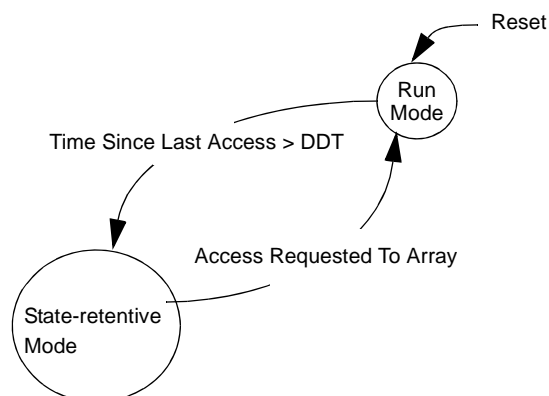 Reset
Run
Mode
Time Since Last Access > DDT
Access Requested To Array
State-retentive
Mode